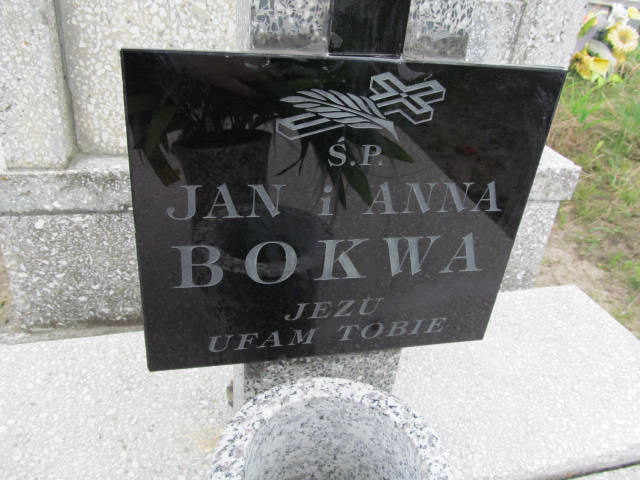 Ś.P.
JAN i ANNA
BOKWA
JEZU
UFAM TOBIE